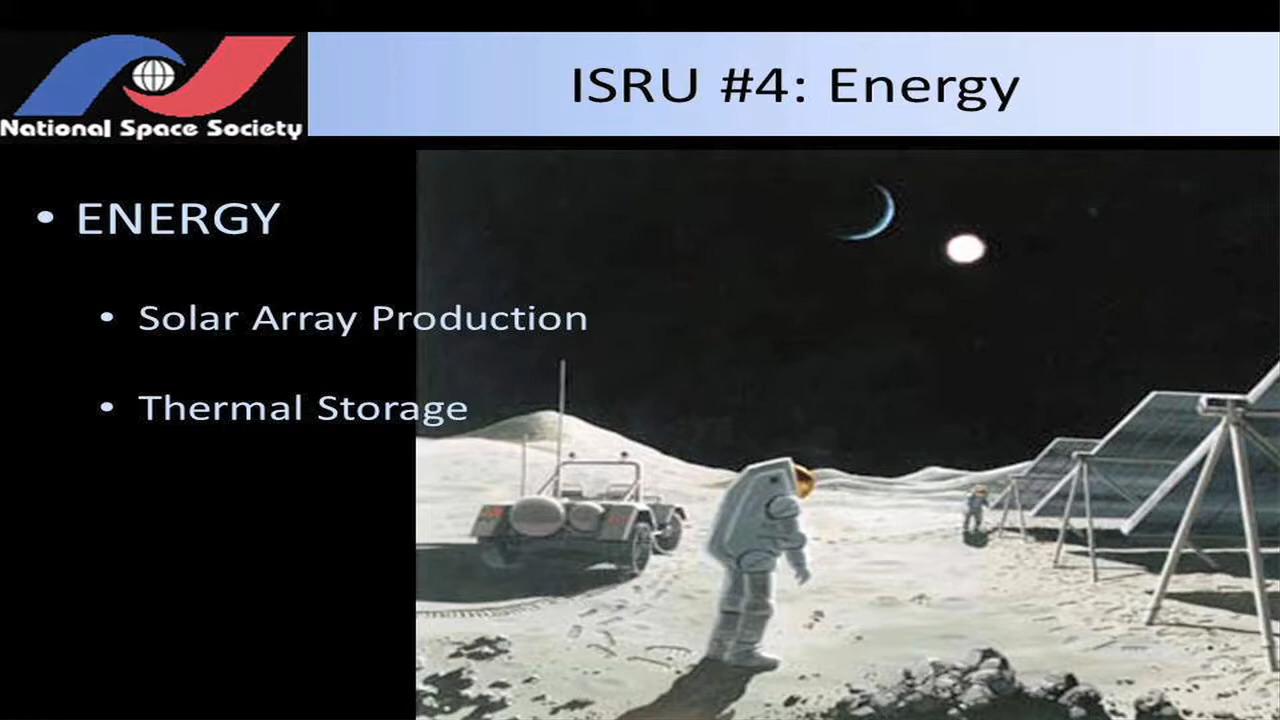 National Space Society
ISRU #4: Energy
• ENERGY
• Solar Array Production
• Thermal Storage